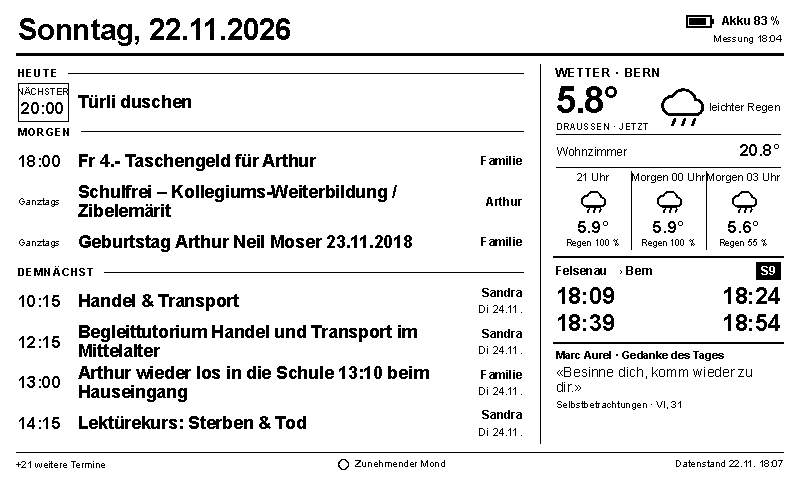 Sonntag, 22.11.2026
Akku 83 %
Messung 18:04
HEUTE
NÄCHSTER
20:00
Türli duschen
MORGEN
18:00 Fr 4.- Taschengeld für Arthur Familie
Ganztags Schulfrei – Kollegiums-Weiterbildung / Arthur
Zibelemärit
Ganztags Geburtstag Arthur Neil Moser 23.11.2018 Familie
DEMNÄCHST
10:15 Handel & Transport Sandra
Di 24.11.
12:15 Begleittutorium Handel und Transport im Sandra
Mittelalter Di 24.11.
13:00 Arthur wieder los in die Schule 13:10 beim Familie
Hauseingang Di 24.11.
14:15 Lektürekurs: Sterben & Tod Sandra
Di 24.11.
WETTER · BERN
5.8°
leichter Regen
DRAUSSEN · JETZT
Wohnzimmer 20.8°
21 Uhr Morgen 00 Uhr Morgen 03 Uhr
5.9° 5.9° 5.6°
Regen 100 % Regen 100 % Regen 55 %
Felsenau › Bern S9
18:09 18:24
18:39 18:54
Marc Aurel · Gedanke des Tages
«Besinne dich, komm wieder zu
dir.»
Selbstbetrachtungen · VI, 31
+21 weitere Termine
Zunehmender Mond
Datenstand 22.11. 18:07